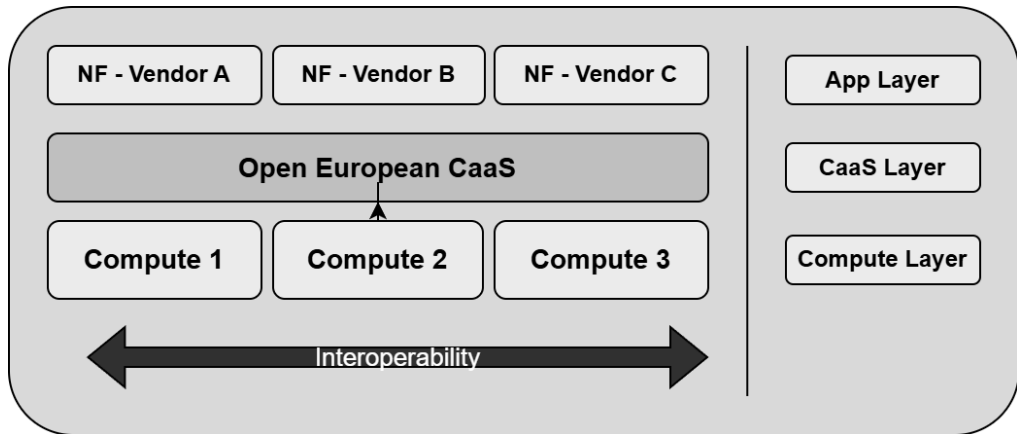 NF - Vendor A
NF - Vendor B
NF - Vendor C
App Layer
Open European CaaS
CaaS Layer
Compute 1
Compute 2
Compute 3
Compute Layer
Interoperability